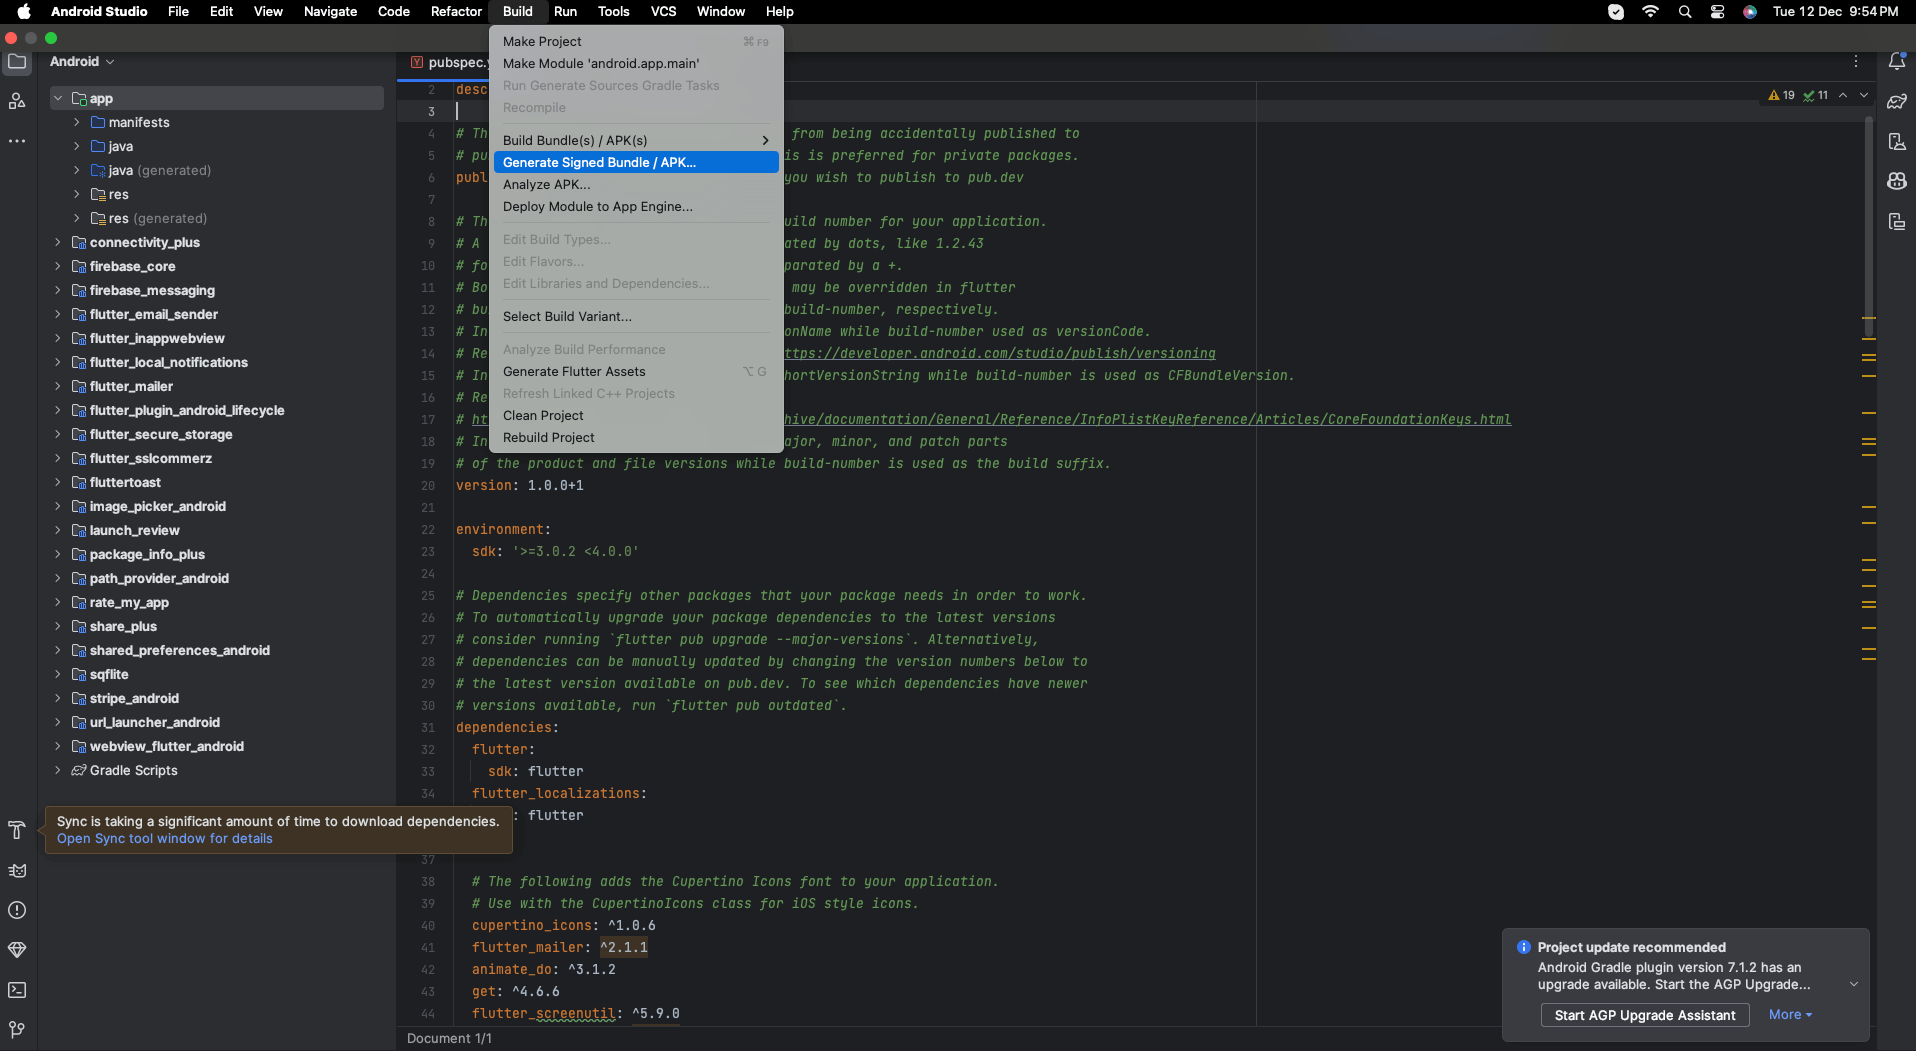 Android Studio File Edit View Navigate Code Refactor Build Run Tools VCS Window Help Tue 12 Dec 9:54 PM
Android
app
manifests
java
java (generated)
res
res (generated)
connectivity_plus
firebase_core
firebase_messaging
flutter_email_sender
flutter_inappwebview
flutter_local_notifications
flutter_mailer
flutter_plugin_android_lifecycle
flutter_secure_storage
flutter_sslcommerz
fluttertoast
image_picker_android
launch_review
package_info_plus
path_provider_android
rate_my_app
share_plus
shared_preferences_android
sqflite
stripe_android
url_launcher_android
webview_flutter_android
Gradle Scripts
Sync is taking a significant amount of time to download dependencies.
Open Sync tool window for details
Make Project ⌘F9
Make Module 'android.app.main'
Run Generate Sources Gradle Tasks
Recompile
Build Bundle(s) / APK(s)
Generate Signed Bundle / APK...
Analyze APK...
Deploy Module to App Engine...
Edit Build Types...
Edit Flavors...
Edit Libraries and Dependencies...
Select Build Variant...
Analyze Build Performance
Generate Flutter Assets ⌥G
Refresh Linked C++ Projects
Clean Project
Rebuild Project
pubspec.y
19 11
2 desc
3
4 # Th from being accidentally published to
5 # pu is is preferred for private packages.
6 publ you wish to publish to pub.dev
7
8 # Th uild number for your application.
9 # A ated by dots, like 1.2.43
10 # fo parated by a +.
11 # Bo may be overridden in flutter
12 # bu build-number, respectively.
13 # In onName while build-number used as versionCode.
14 # Re ttps://developer.android.com/studio/publish/versioning
15 # In hortVersionString while build-number is used as CFBundleVersion.
16 # Re
17 # ht hive/documentation/General/Reference/InfoPlistKeyReference/Articles/CoreFoundationKeys.html
18 # In ajor, minor, and patch parts
19 # of the product and file versions while build-number is used as the build suffix.
20 version: 1.0.0+1
21
22 environment:
23 sdk: '>=3.0.2 <4.0.0'
24
25 # Dependencies specify other packages that your package needs in order to work.
26 # To automatically upgrade your package dependencies to the latest versions
27 # consider running `flutter pub upgrade --major-versions`. Alternatively,
28 # dependencies can be manually updated by changing the version numbers below to
29 # the latest version available on pub.dev. To see which dependencies have newer
30 # versions available, run `flutter pub outdated`.
31 dependencies:
32 flutter:
33 sdk: flutter
34 flutter_localizations:
: flutter
37
38 # The following adds the Cupertino Icons font to your application.
39 # Use with the CupertinoIcons class for iOS style icons.
40 cupertino_icons: ^1.0.6
41 flutter_mailer: ^2.1.1
42 animate_do: ^3.1.2
43 get: ^4.6.6
44 flutter_screenutil: ^5.9.0
Document 1/1
Project update recommended
Android Gradle plugin version 7.1.2 has an
upgrade available. Start the AGP Upgrade...
Start AGP Upgrade Assistant More